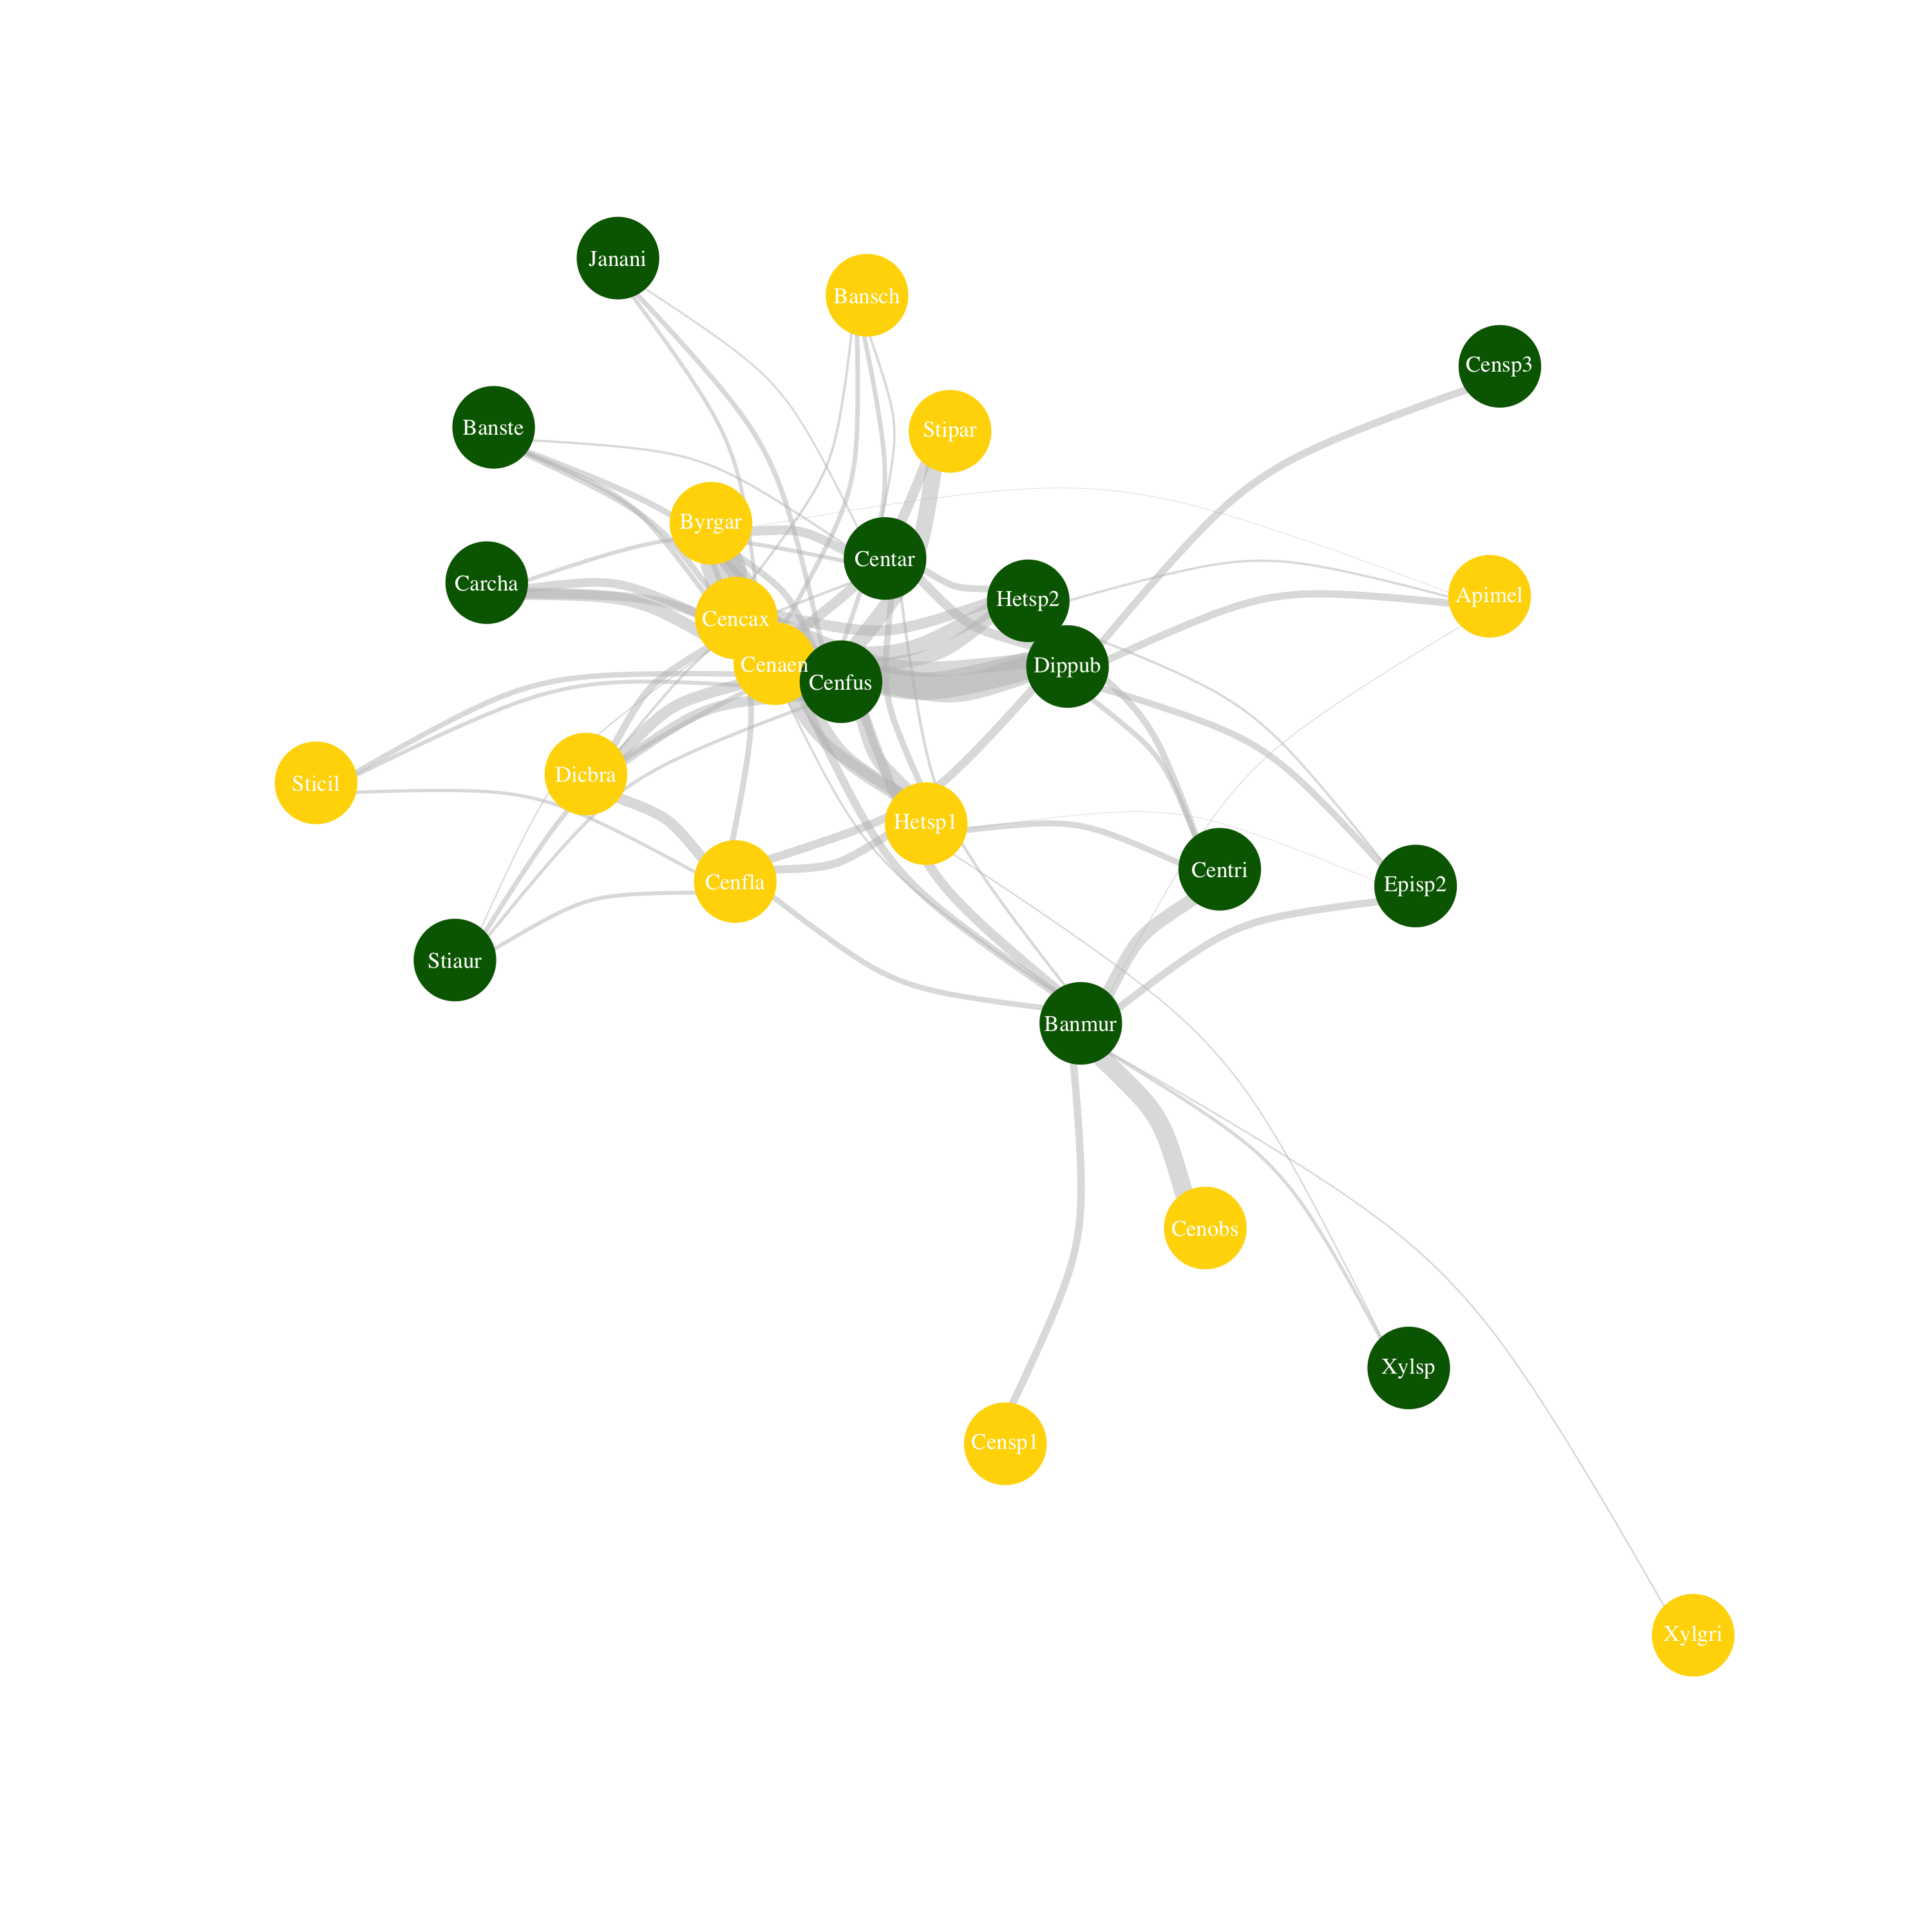 Janani
Bansch
Censp3
Banste
Stipar
Byrgar
Centar
Carcha
Hetsp2
Apimel
Cencax
Cenaen
Cenfus
Dippub
Sticil
Dicbra
Hetsp1
Cenfla
Centri
Episp2
Stiaur
Banmur
Cenobs
Xylsp
Censp1
Xylgri